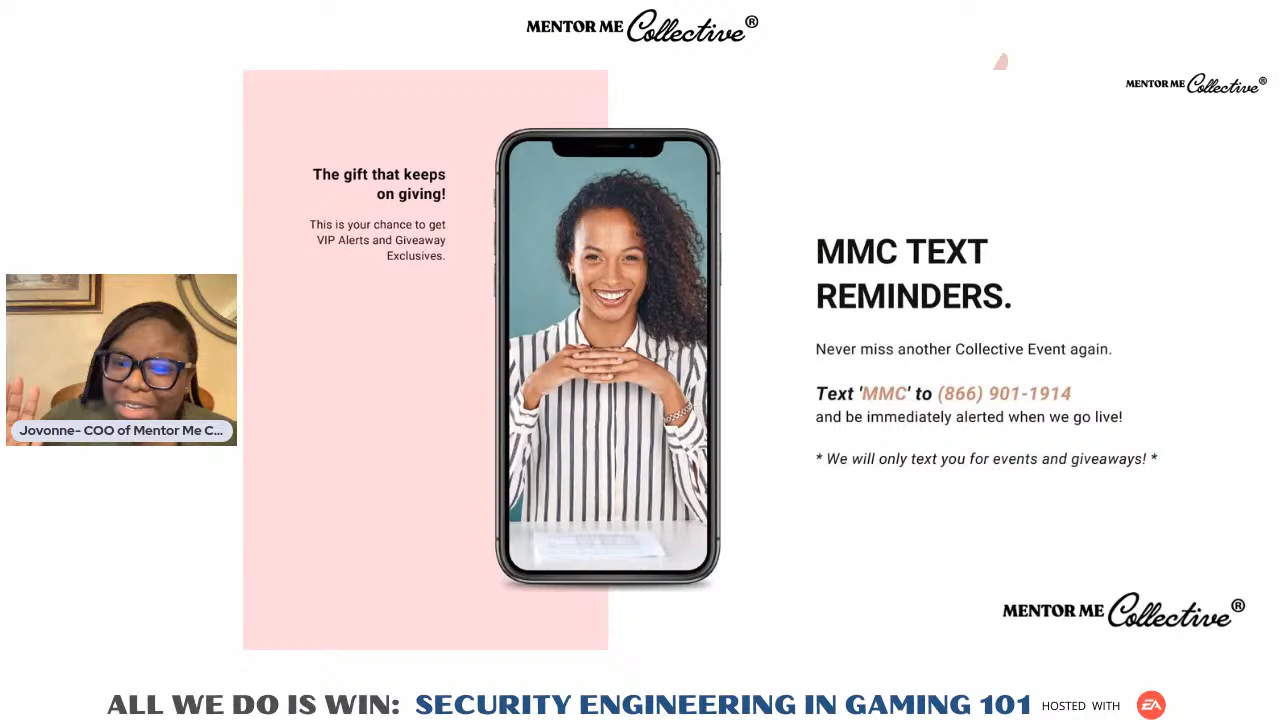 MENTOR ME Collective®
MENTOR ME Collective®
The gift that keeps
on giving!
This is your chance to get
VIP Alerts and Giveaway
Exclusives.
MMC TEXT
REMINDERS.
Never miss another Collective Event again.
Text 'MMC' to (866) 901-1914
and be immediately alerted when we go live!
* We will only text you for events and giveaways! *
Jovonne- COO of Mentor Me C...
MENTOR ME Collective®
ALL WE DO IS WIN: SECURITY ENGINEERING IN GAMING 101 HOSTED WITH EA